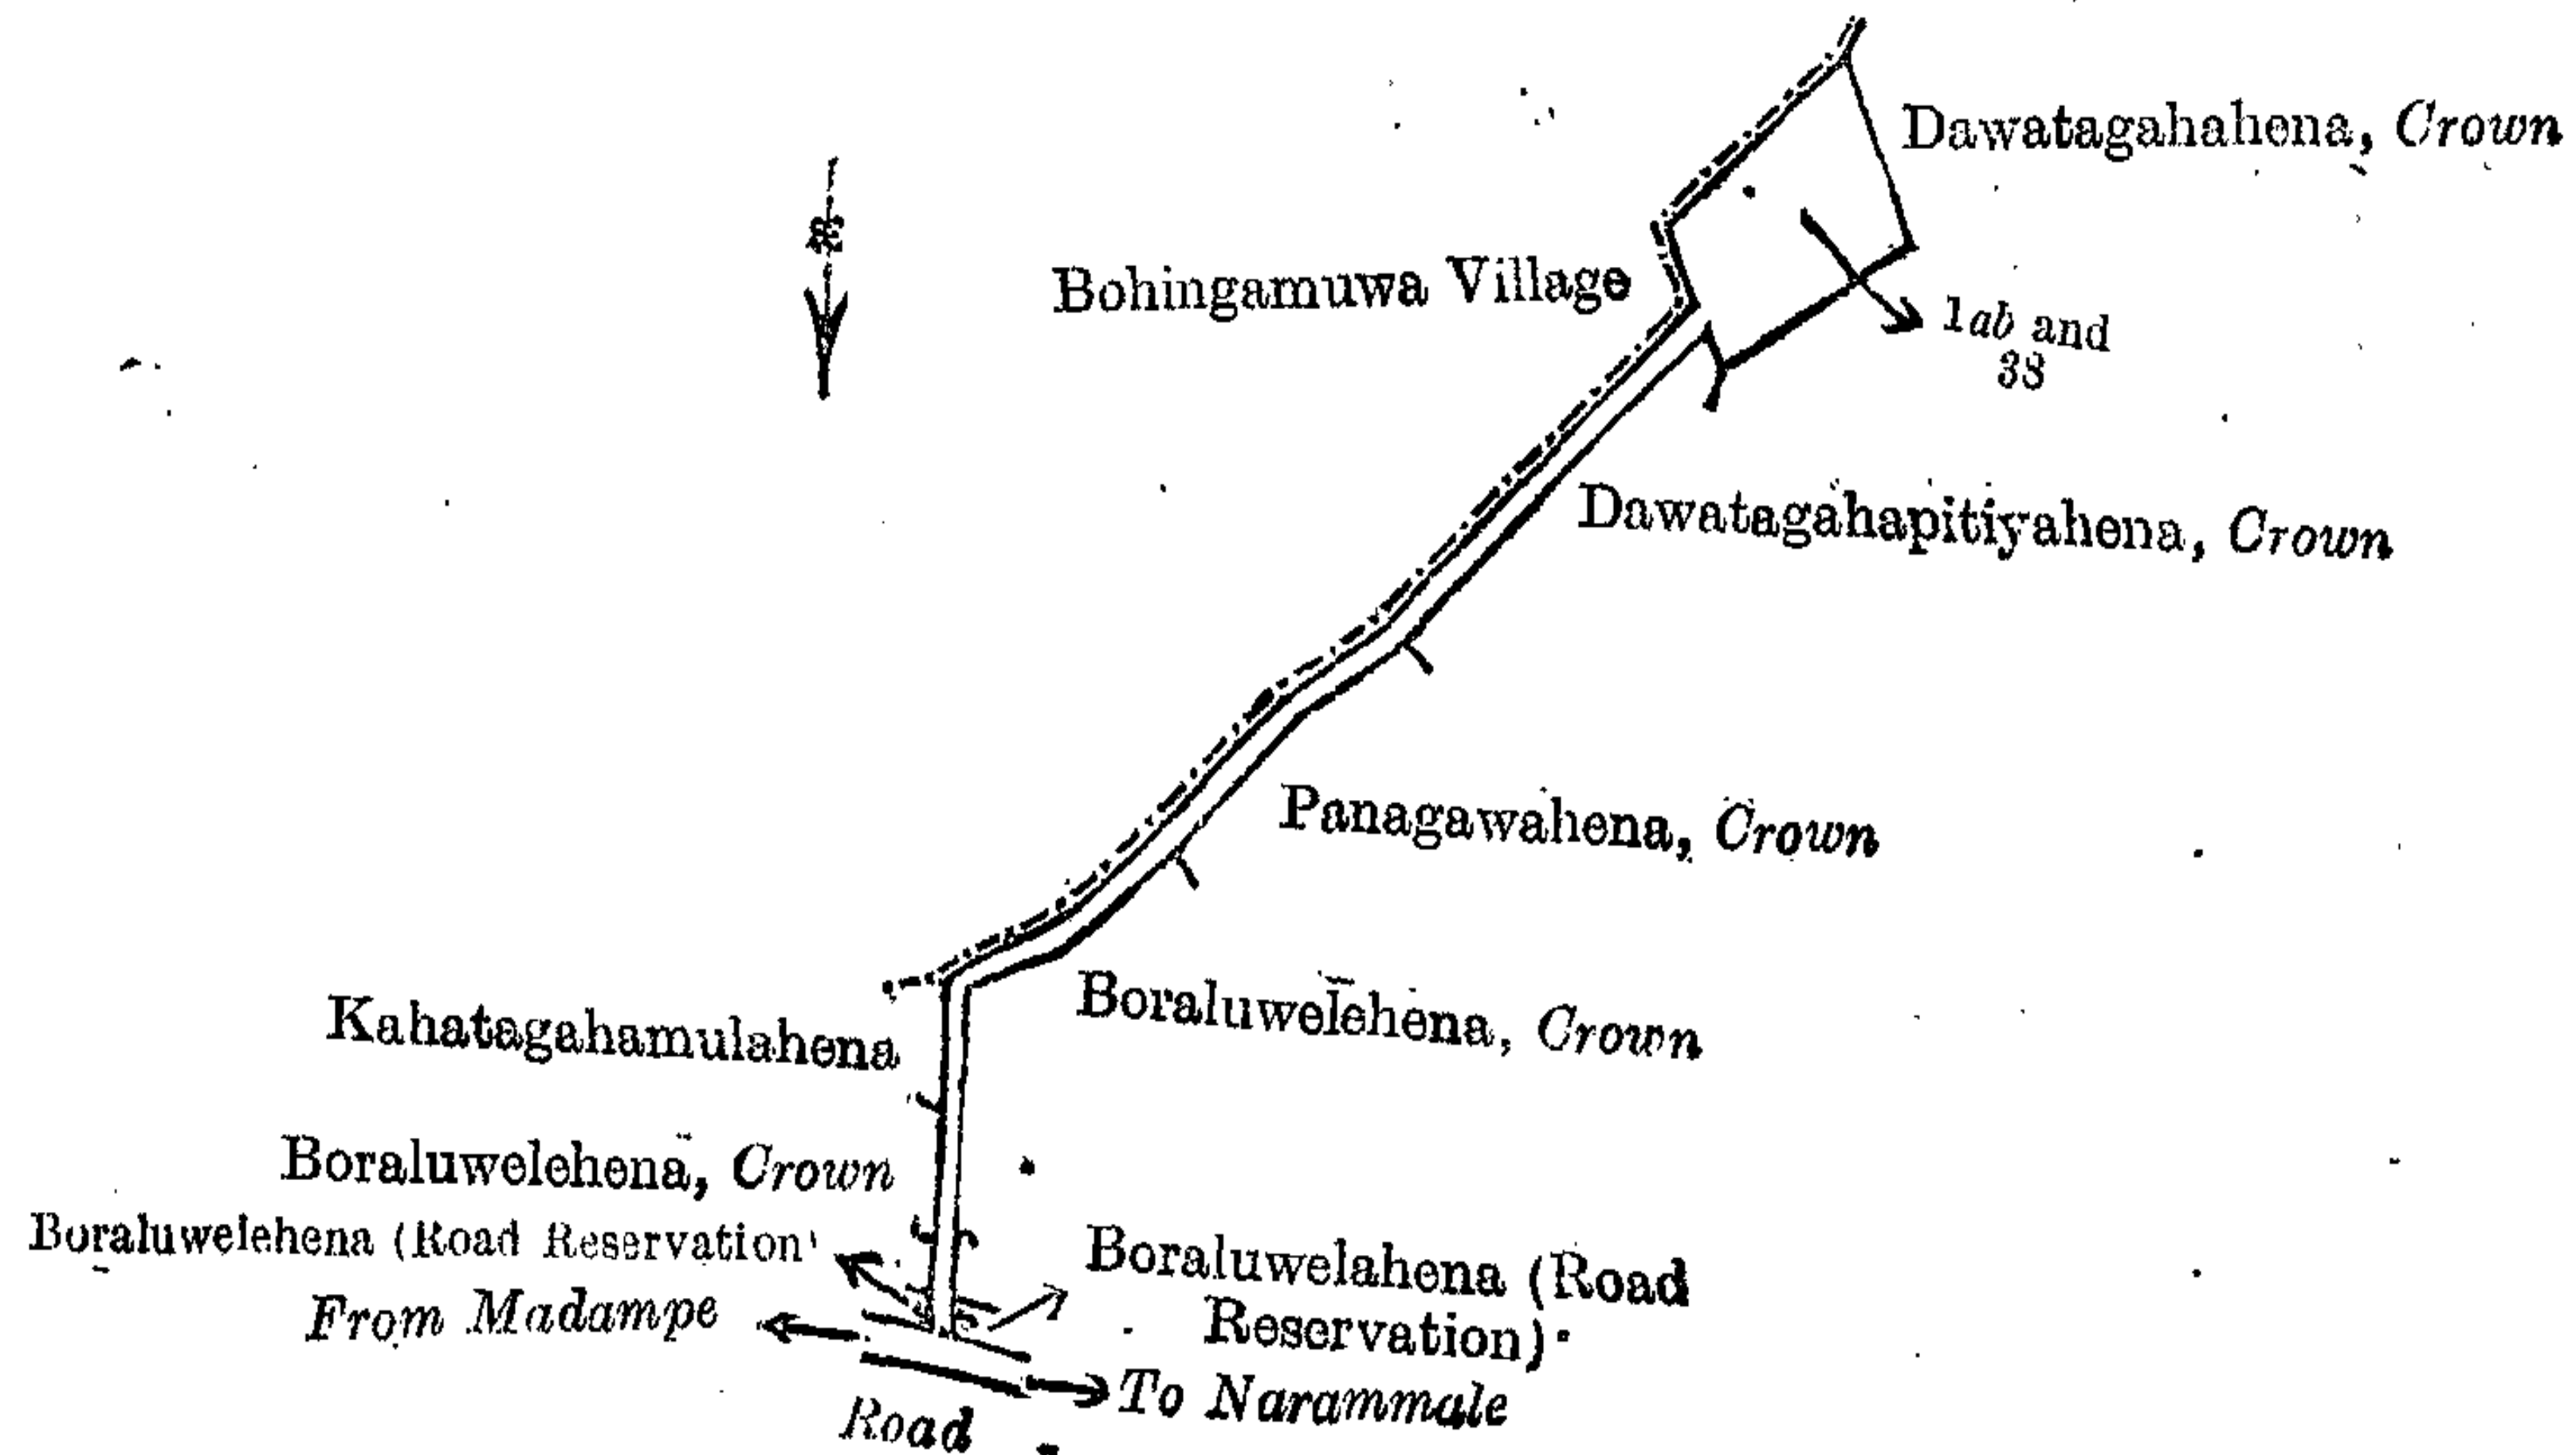 Dawatagahahena, Crown
Bohingamuwa Village
1ab and
38
Dawatagahapitiyahena, Crown
Panagawahena, Crown
Kahatagahamulahena
Boraluwelehena, Crown
Boraluwelehena, Crown
Boraluwelehena (Road Reservation)
Boraluwelahena (Road
Reservation)
From Madampe
To Narammale
Road